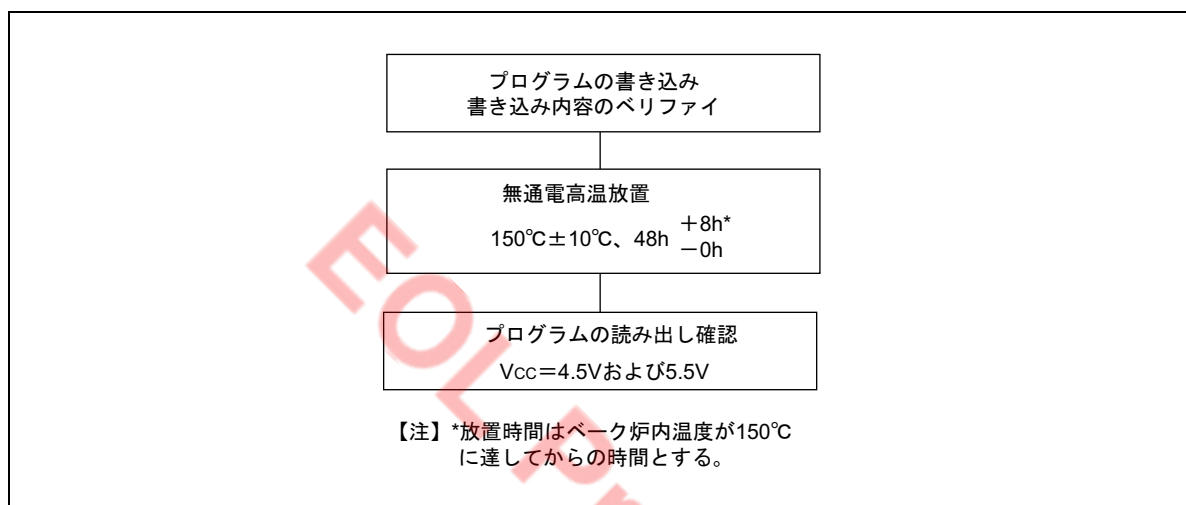 プログラムの書き込み
書き込み内容のベリファイ
無通電高温放置
150℃±10℃、48h +8h*
−0h
プログラムの読み出し確認
VCC＝4.5Vおよび5.5V
【注】*放置時間はベーク炉内温度が150℃
に達してからの時間とする。
EOL Pr